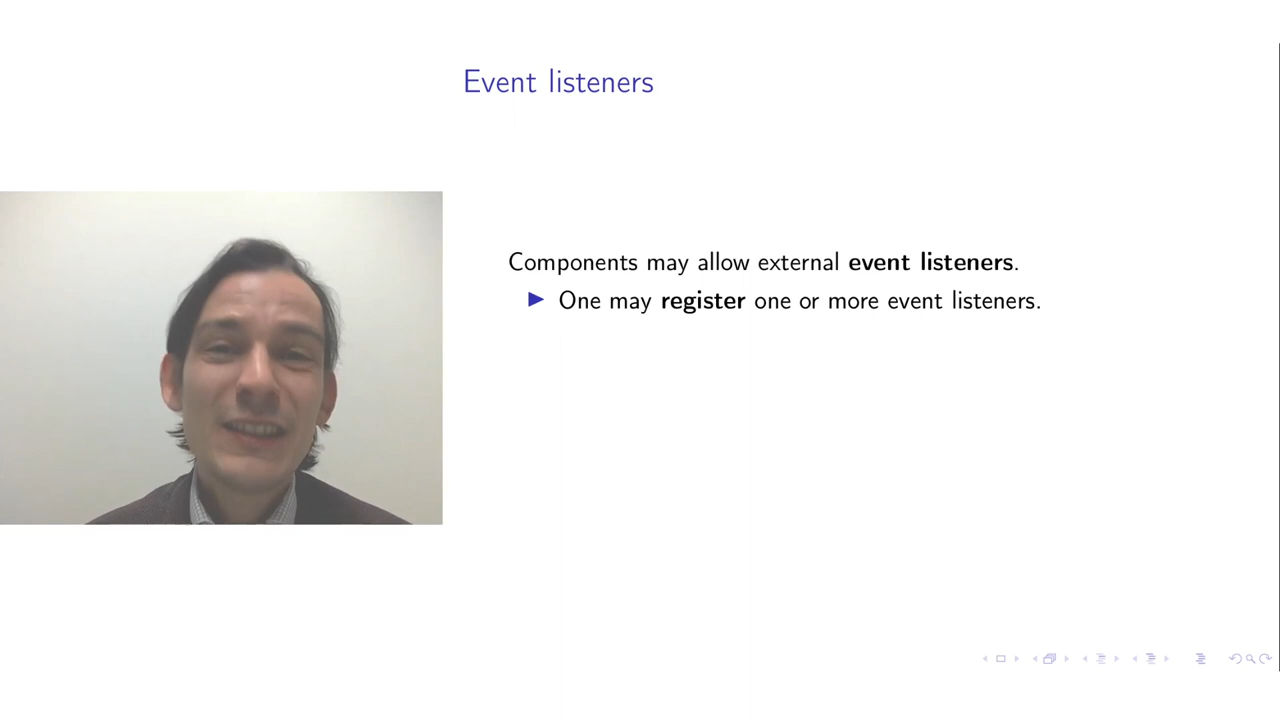 Event listeners
Components may allow external event listeners.
One may register one or more event listeners.